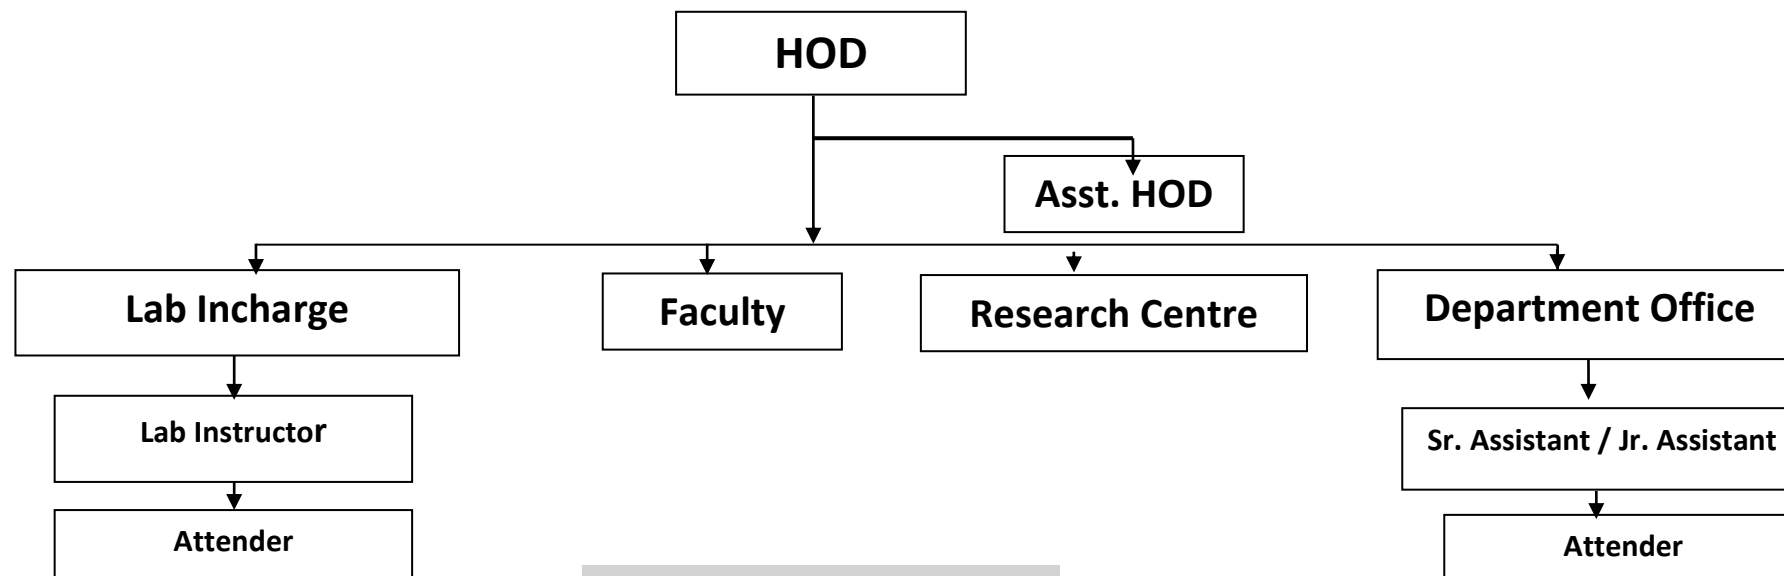 HOD
Asst. HOD
Lab Incharge
Faculty
Research Centre
Department Office
Lab Instructor
Sr. Assistant / Jr. Assistant
Attender
Attender